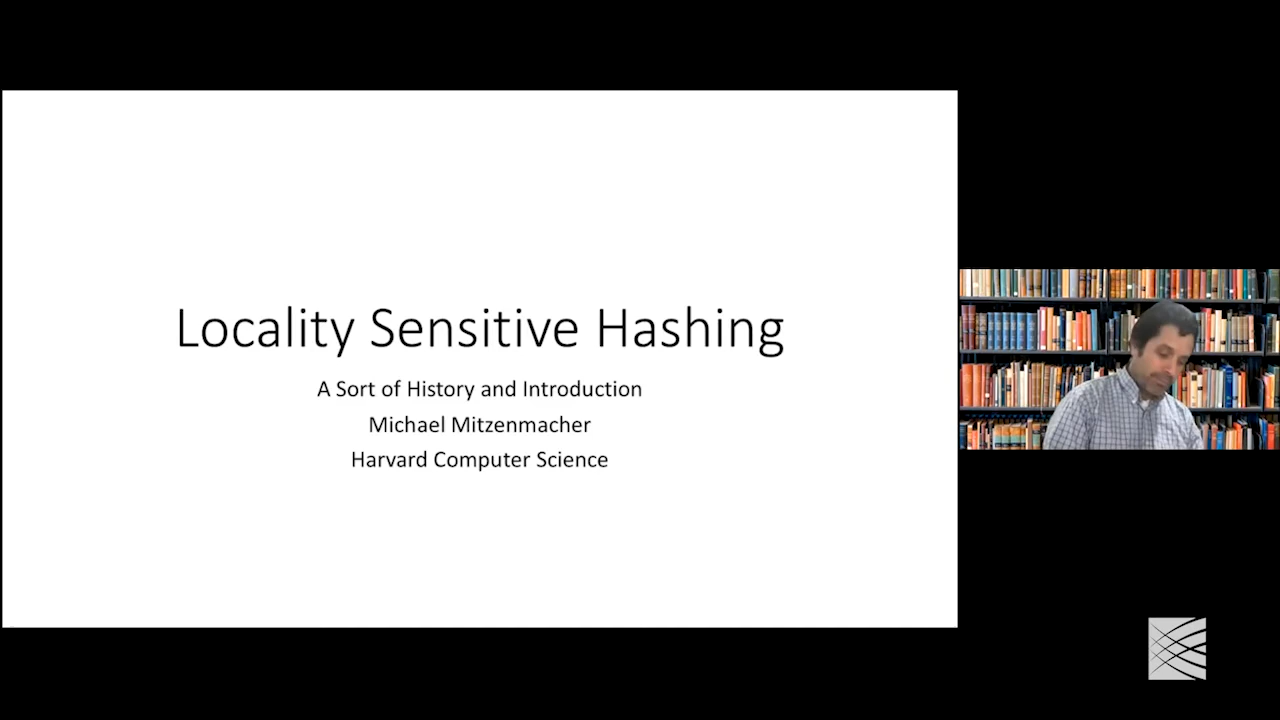 Locality Sensitive Hashing
A Sort of History and Introduction
Michael Mitzenmacher
Harvard Computer Science